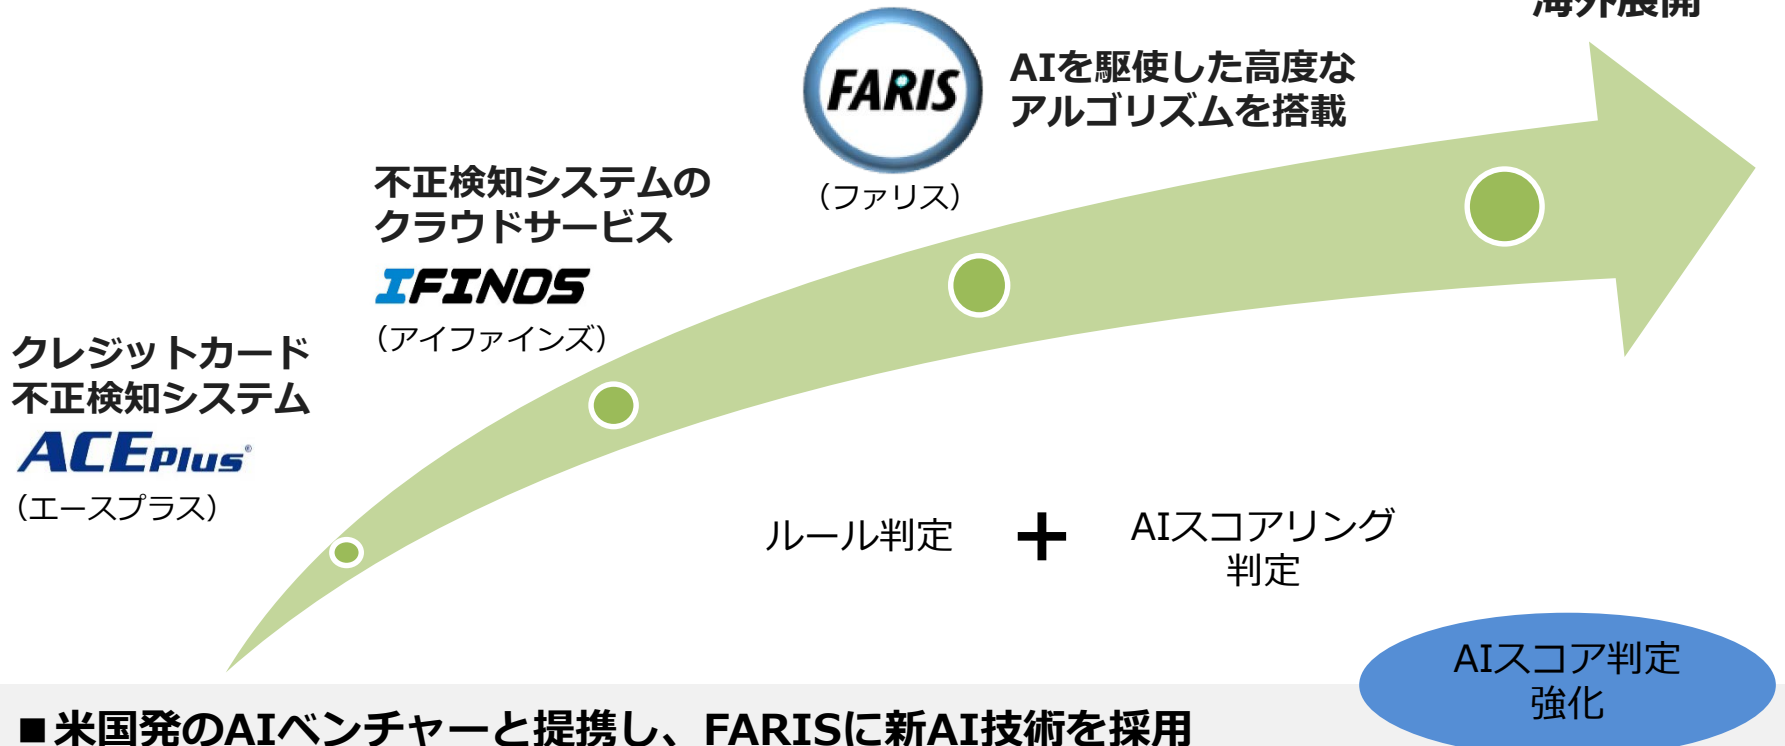 海外展開
FARIS
AIを駆使した高度な
アルゴリズムを搭載
（ファリス）
不正検知システムの
クラウドサービス
IFINDS
（アイファインズ）
クレジットカード
不正検知システム
ACEPlus®
（エースプラス）
ルール判定 + AIスコアリング
判定
AIスコア判定
強化
■米国発のAIベンチャーと提携し、FARISに新AI技術を採用